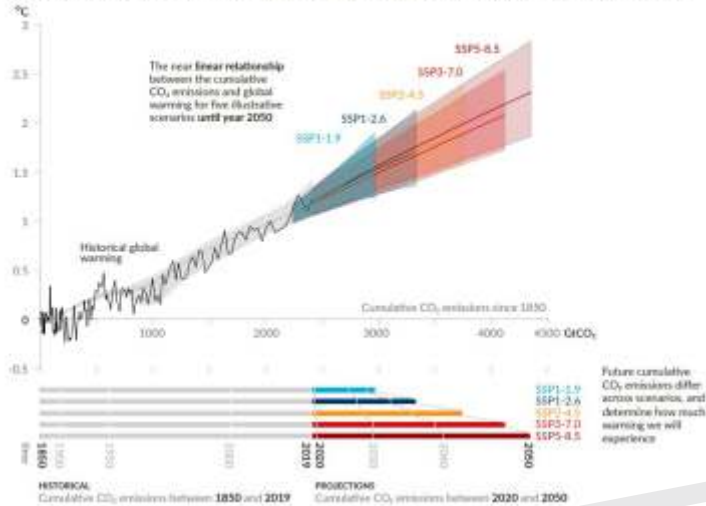 °C
3
2.5
2
1.5
1
0.5
0
-0.5
The near linear relationship
between the cumulative
CO₂ emissions and global
warming for five illustrative
scenarios until year 2050
SSP1-1.9
SSP1-2.6
SSP2-4.5
SSP3-7.0
SSP5-8.5
Historical global
warming
Cumulative CO₂ emissions since 1850
1000
2000
3000
4000
4500 GtCO₂
SSP1-1.9
SSP1-2.6
SSP2-4.5
SSP3-7.0
SSP5-8.5
Future cumulative
CO₂ emissions differ
across scenarios, and
determine how much
warming we will
experience
1850
2019
2020
2050
HISTORICAL
Cumulative CO₂ emissions between 1850 and 2019
PROJECTIONS
Cumulative CO₂ emissions between 2020 and 2050